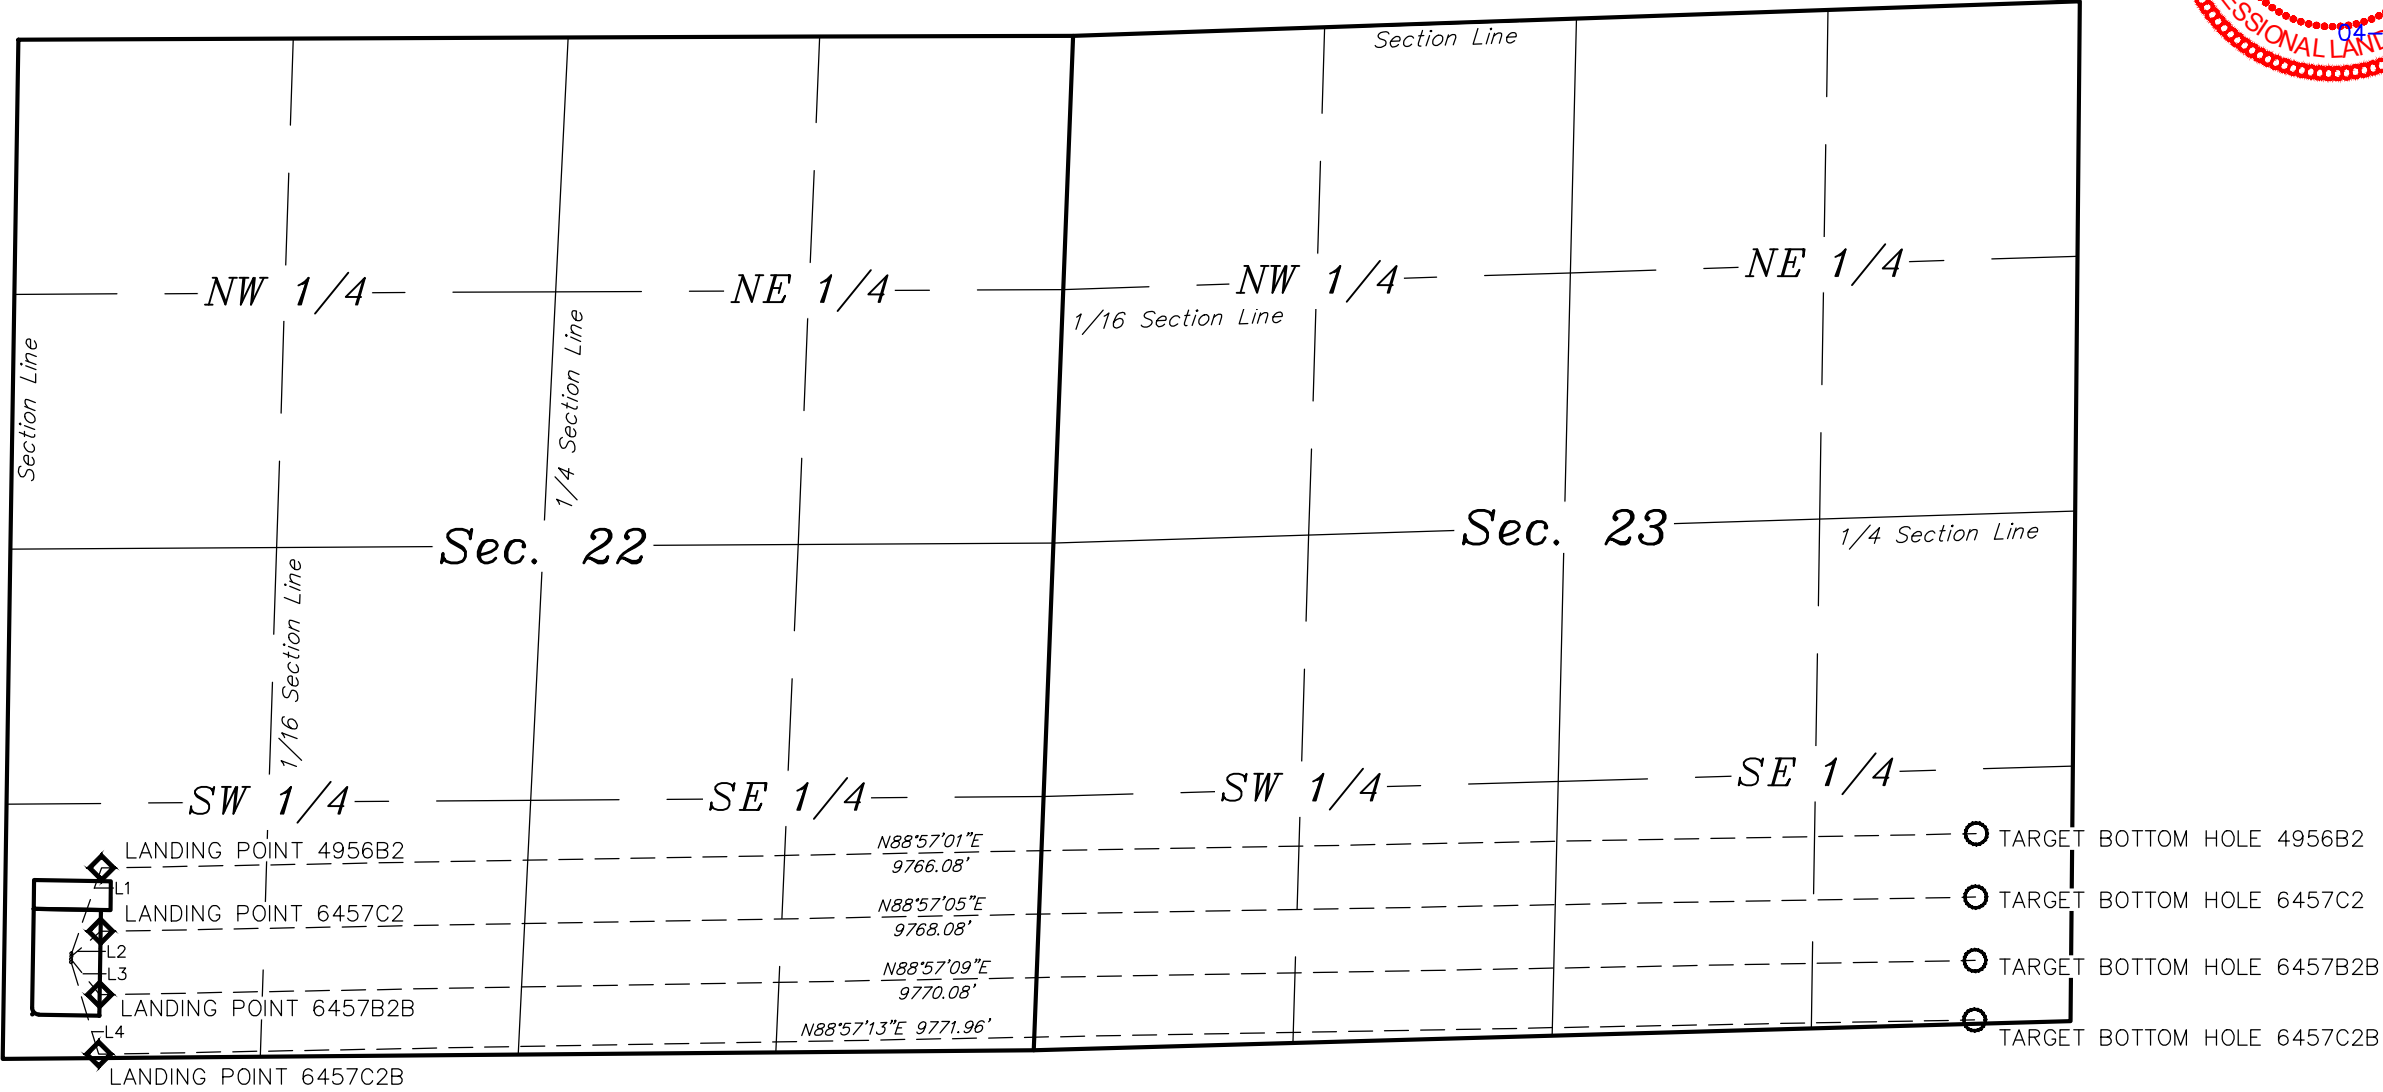 Section Line
ESSIONAL LAND
04-
NW 1/4
NE 1/4
NW 1/4
NE 1/4
1/16 Section Line
Section Line
1/4 Section Line
Sec. 22
Sec. 23
1/4 Section Line
1/16 Section Line
SW 1/4
SE 1/4
SW 1/4
SE 1/4
LANDING POINT 4956B2
N88°57'01"E
9766.08'
TARGET BOTTOM HOLE 4956B2
L1
LANDING POINT 6457C2
N88°57'05"E
9768.08'
TARGET BOTTOM HOLE 6457C2
L2
L3
N88°57'09"E
9770.08'
TARGET BOTTOM HOLE 6457B2B
LANDING POINT 6457B2B
L4
N88°57'13"E 9771.96'
TARGET BOTTOM HOLE 6457C2B
LANDING POINT 6457C2B